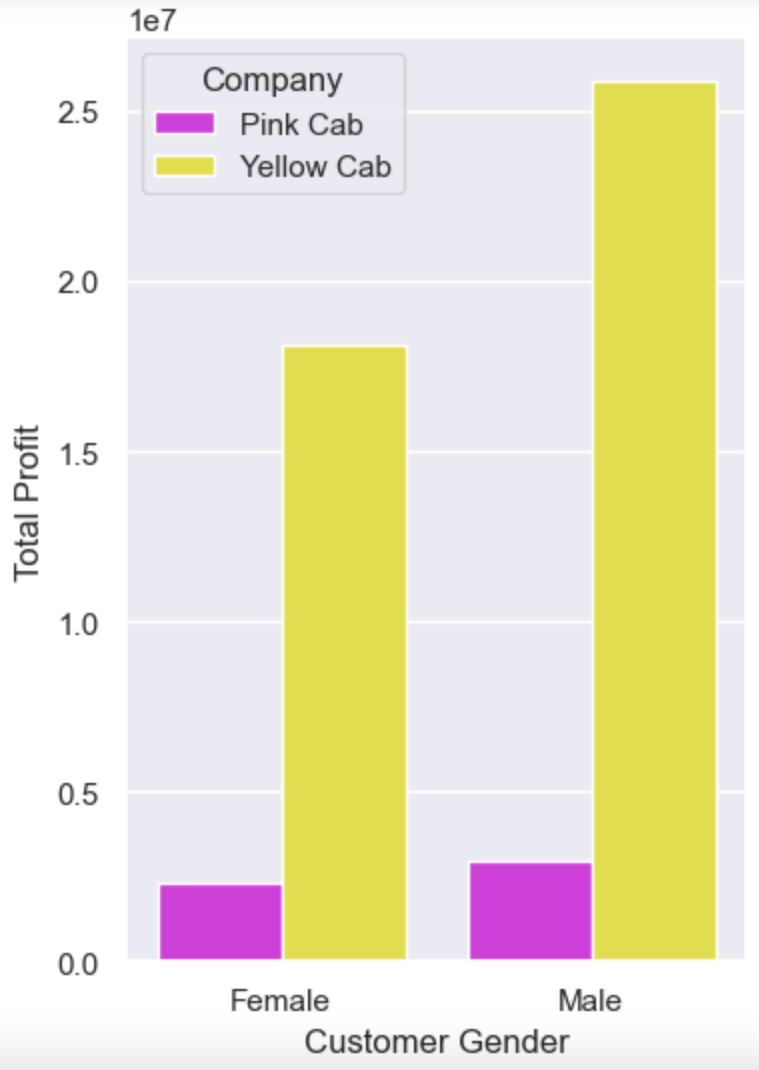 1e7
Company
Pink Cab
Yellow Cab
2.5
2.0
1.5
1.0
0.5
0.0
Total Profit
Female Male
Customer Gender